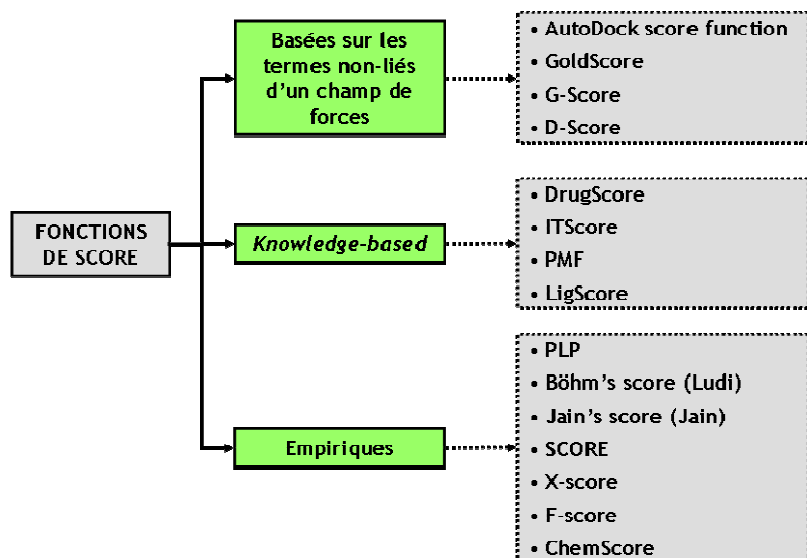 FONCTIONS
DE SCORE
Basées sur les
termes non-liés
d'un champ de
forces
• AutoDock score function
• GoldScore
• G-Score
• D-Score
Knowledge-based
• DrugScore
• ITScore
• PMF
• LigScore
Empiriques
• PLP
• Böhm's score (Ludi)
• Jain's score (Jain)
• SCORE
• X-score
• F-score
• ChemScore